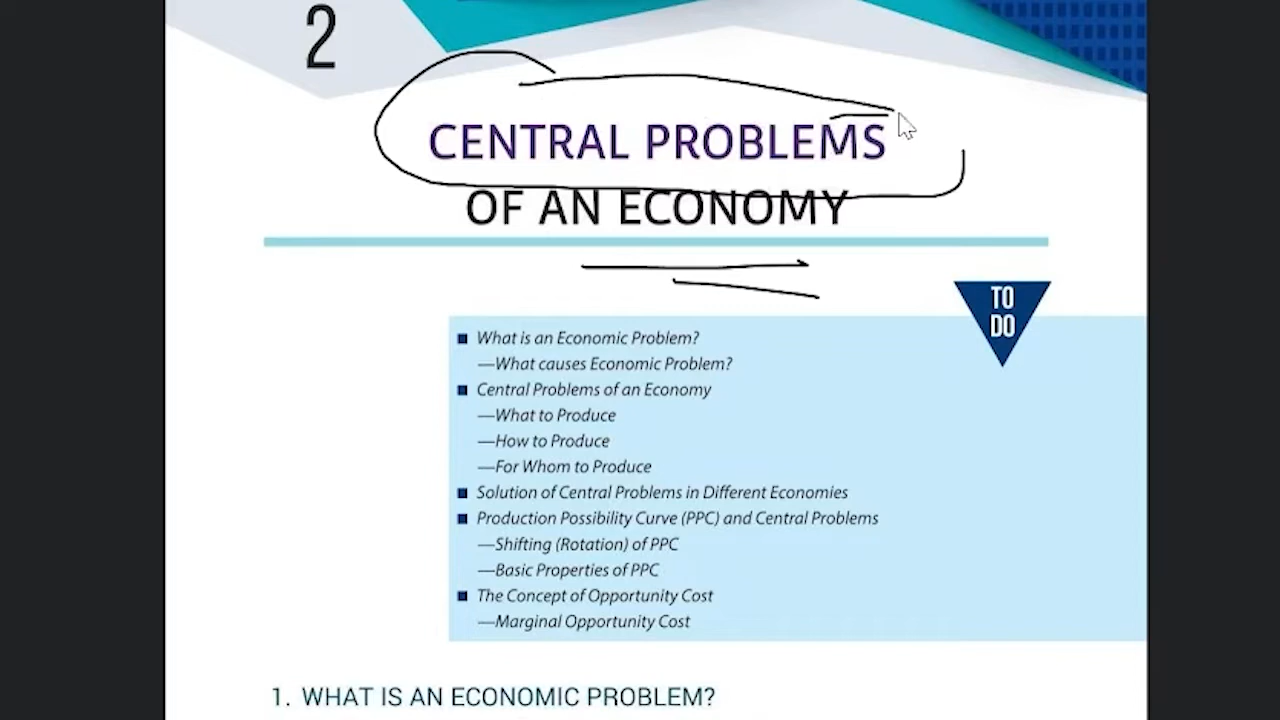 2
CENTRAL PROBLEMS
OF AN ECONOMY
TO
DO
What is an Economic Problem?
—What causes Economic Problem?
Central Problems of an Economy
—What to Produce
—How to Produce
—For Whom to Produce
Solution of Central Problems in Different Economies
Production Possibility Curve (PPC) and Central Problems
—Shifting (Rotation) of PPC
—Basic Properties of PPC
The Concept of Opportunity Cost
—Marginal Opportunity Cost
1. WHAT IS AN ECONOMIC PROBLEM?